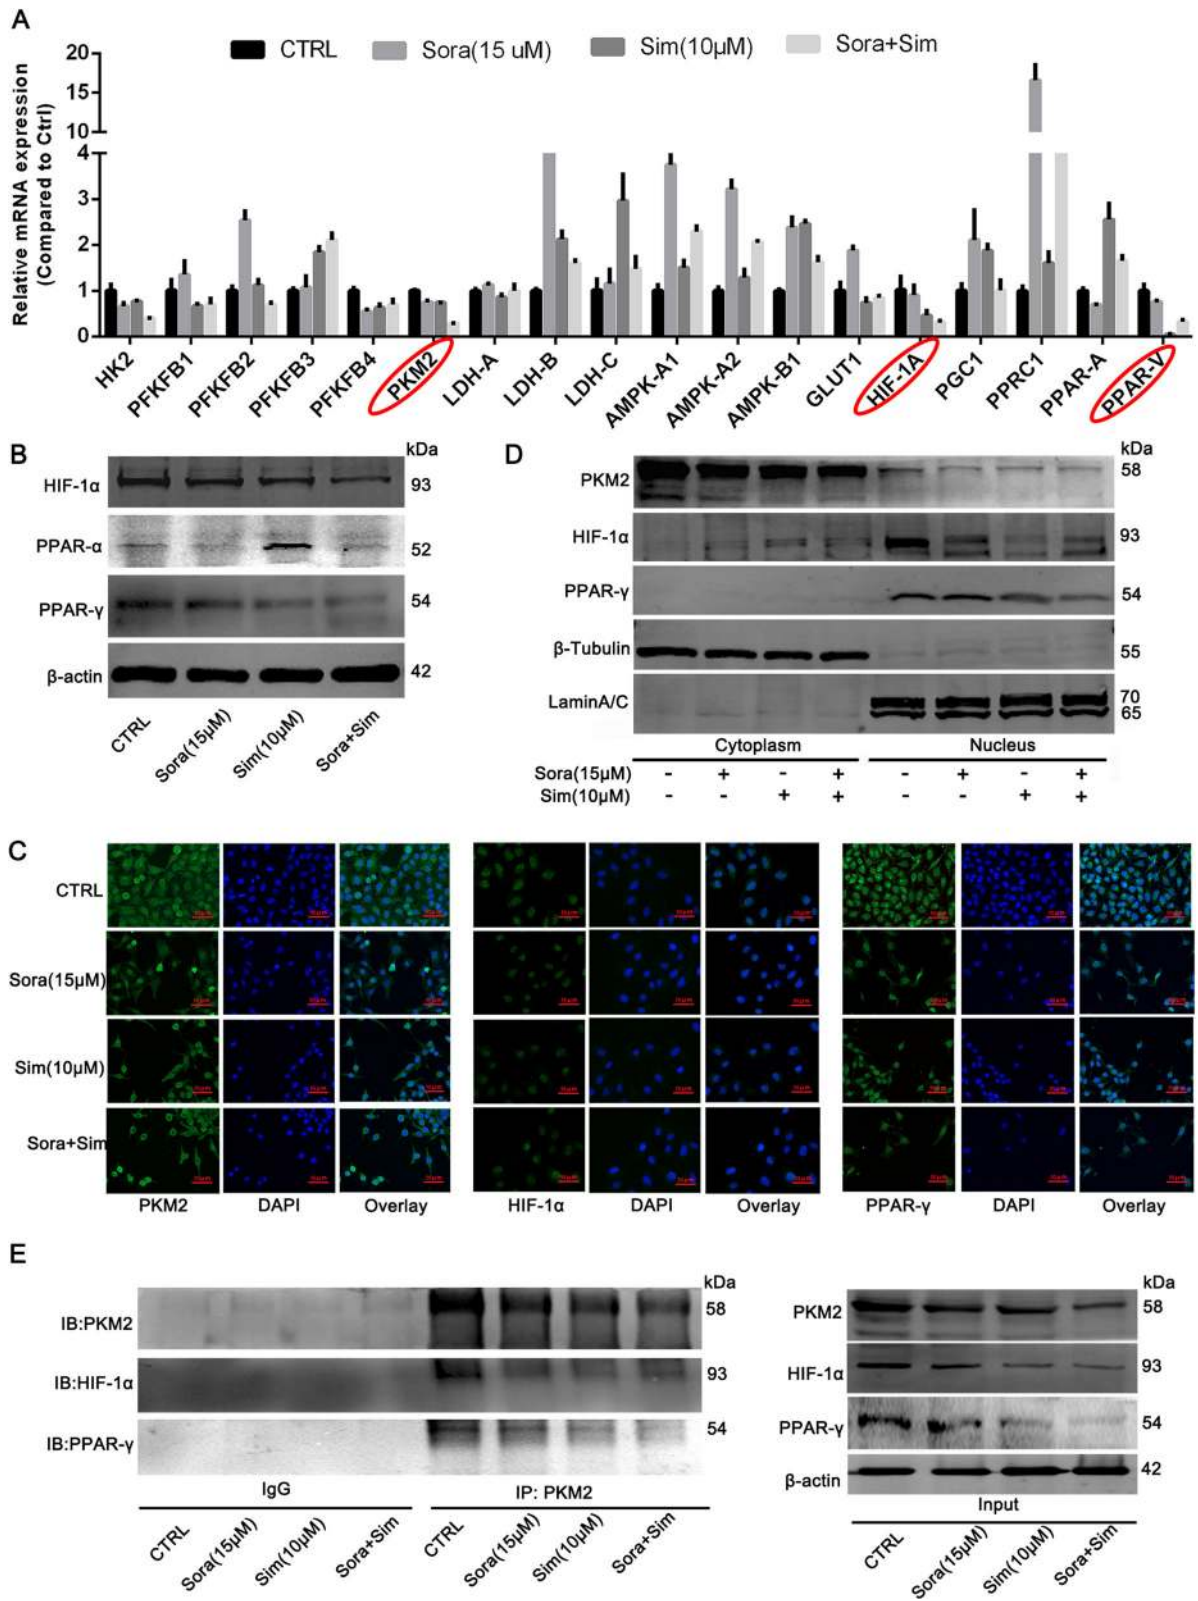 A
CTRL Sora(15 uM) Sim(10μM) Sora+Sim
Relative mRNA expression
(Compared to Ctrl)
20
15
10
4
3
2
1
0
HK2 PFKFB1 PFKFB2 PFKFB3 PFKFB4 PKM2 LDH-A LDH-B LDH-C AMPK-A1 AMPK-A2 AMPK-B1 GLUT1 HIF-1A PGC1 PPRC1 PPAR-A PPAR-V
B
kDa
HIF-1α 93
PPAR-α 52
PPAR-γ 54
β-actin 42
CTRL Sora(15μM) Sim(10μM) Sora+Sim
D
kDa
PKM2 58
HIF-1α 93
PPAR-γ 54
β-Tubulin 55
LaminA/C 70
65
Cytoplasm Nucleus
Sora(15μM) - + - + - + - +
Sim(10μM) - - + + - - + +
C
CTRL
Sora(15μM)
Sim(10μM)
Sora+Sim
PKM2 DAPI Overlay HIF-1α DAPI Overlay PPAR-γ DAPI Overlay
E
kDa
IB:PKM2 58
IB:HIF-1α 93
IB:PPAR-γ 54
IgG IP: PKM2
CTRL Sora(15μM) Sim(10μM) Sora+Sim CTRL Sora(15μM) Sim(10μM) Sora+Sim
kDa
PKM2 58
HIF-1α 93
PPAR-γ 54
β-actin 42
Input
CTRL Sora(15μM) Sim(10μM) Sora+Sim